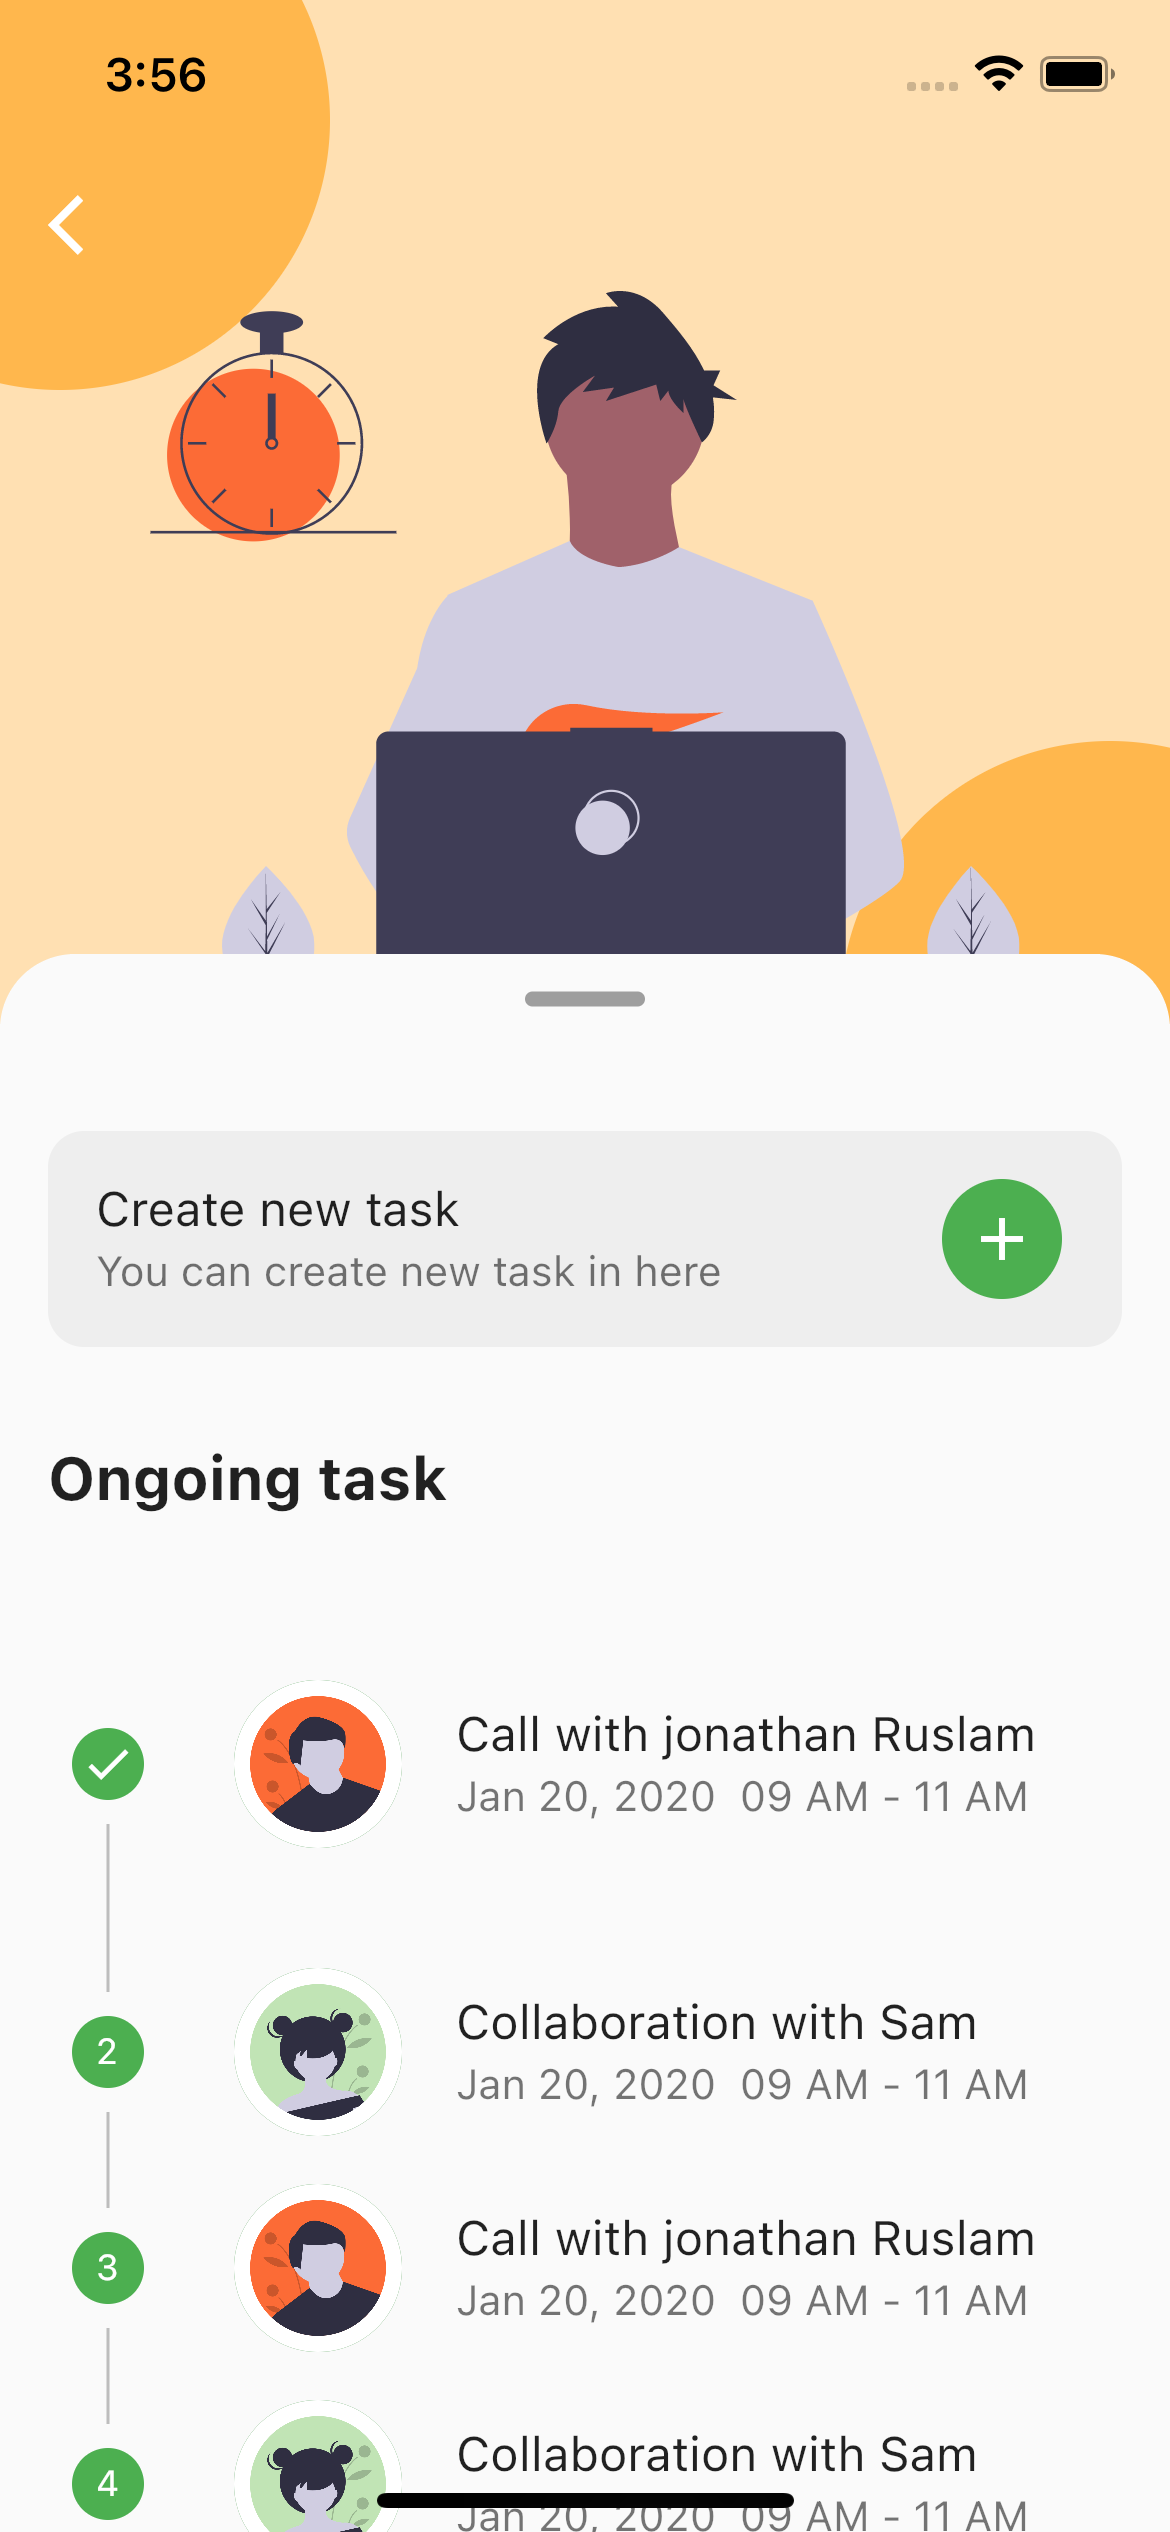 3:56
Create new task
You can create new task in here
Ongoing task
Call with jonathan Ruslam
Jan 20, 2020  09 AM - 11 AM
2
Collaboration with Sam
Jan 20, 2020  09 AM - 11 AM
3
Call with jonathan Ruslam
Jan 20, 2020  09 AM - 11 AM
4
Collaboration with Sam
Jan 20, 2020  09 AM - 11 AM